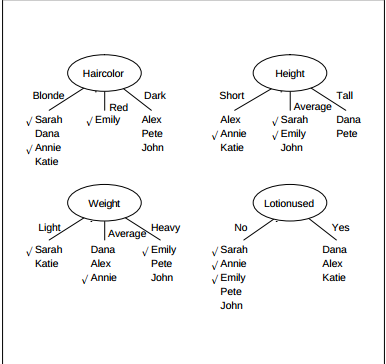 Haircolor
Blonde Red Dark
√ Sarah
Dana
√ Annie
Katie
√ Emily
Alex
Pete
John
Height
Short Average Tall
Alex
√ Annie
Katie
√ Sarah
√ Emily
John
Dana
Pete
Weight
Light Average Heavy
√ Sarah
Katie
Dana
Alex
√ Annie
√ Emily
Pete
John
Lotionused
No Yes
√ Sarah
√ Annie
√ Emily
Pete
John
Dana
Alex
Katie